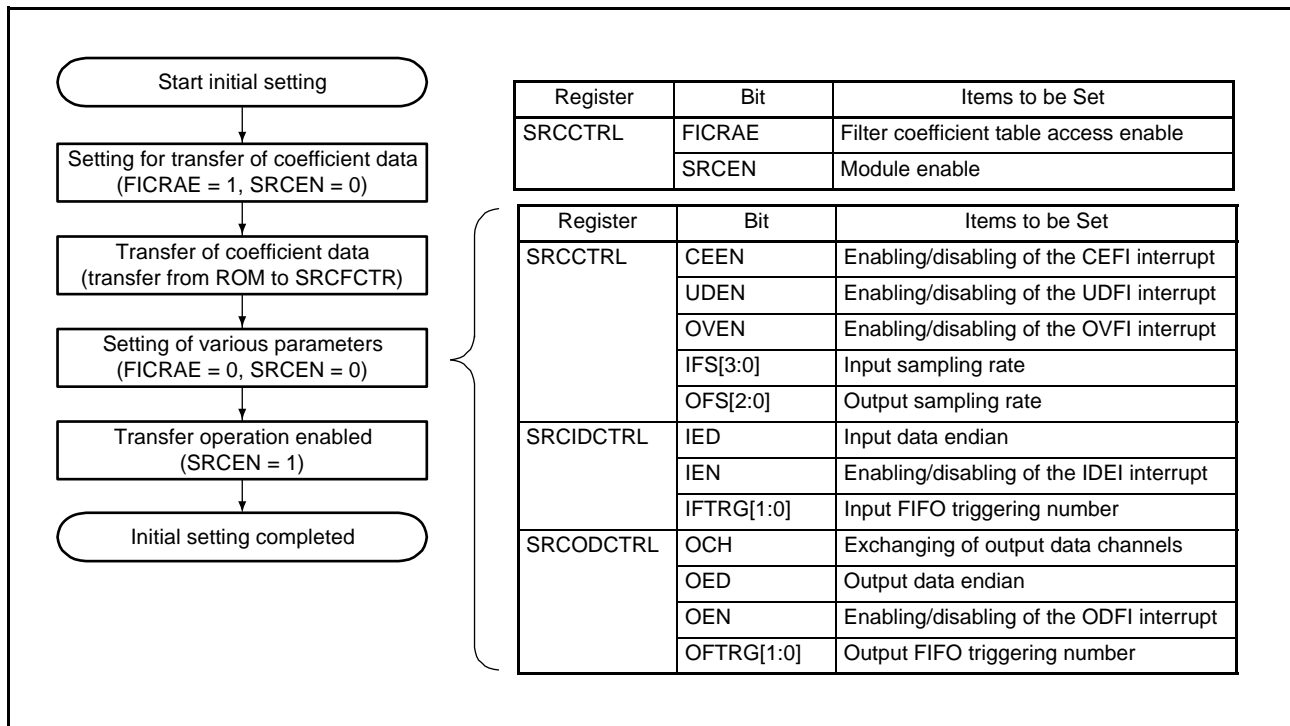 Start initial setting
Setting for transfer of coefficient data
(FICRAE = 1, SRCEN = 0)
Transfer of coefficient data
(transfer from ROM to SRCFCTR)
Setting of various parameters
(FICRAE = 0, SRCEN = 0)
Transfer operation enabled
(SRCEN = 1)
Initial setting completed
Register Bit Items to be Set
SRCCTRL FICRAE Filter coefficient table access enable
SRCEN Module enable
Register Bit Items to be Set
SRCCTRL CEEN Enabling/disabling of the CEFI interrupt
UDEN Enabling/disabling of the UDFI interrupt
OVEN Enabling/disabling of the OVFI interrupt
IFS[3:0] Input sampling rate
OFS[2:0] Output sampling rate
SRCIDCTRL IED Input data endian
IEN Enabling/disabling of the IDEI interrupt
IFTRG[1:0] Input FIFO triggering number
SRCODCTRL OCH Exchanging of output data channels
OED Output data endian
OEN Enabling/disabling of the ODFI interrupt
OFTRG[1:0] Output FIFO triggering number